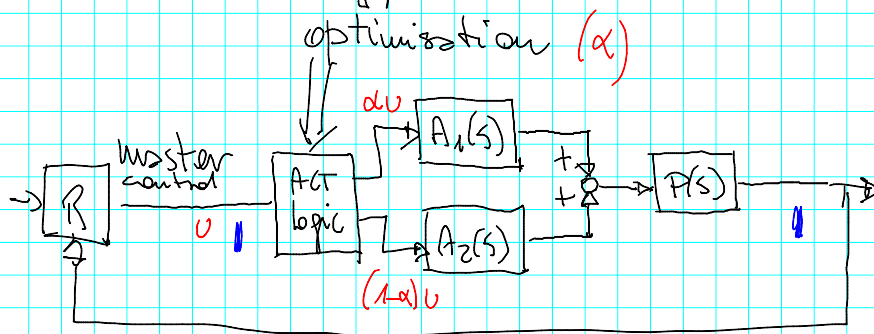 optimisation (α)
αU
A₁(s)
master
control
R
ACT
logic
+
+
P(s)
U
A₂(s)
(1-α)U